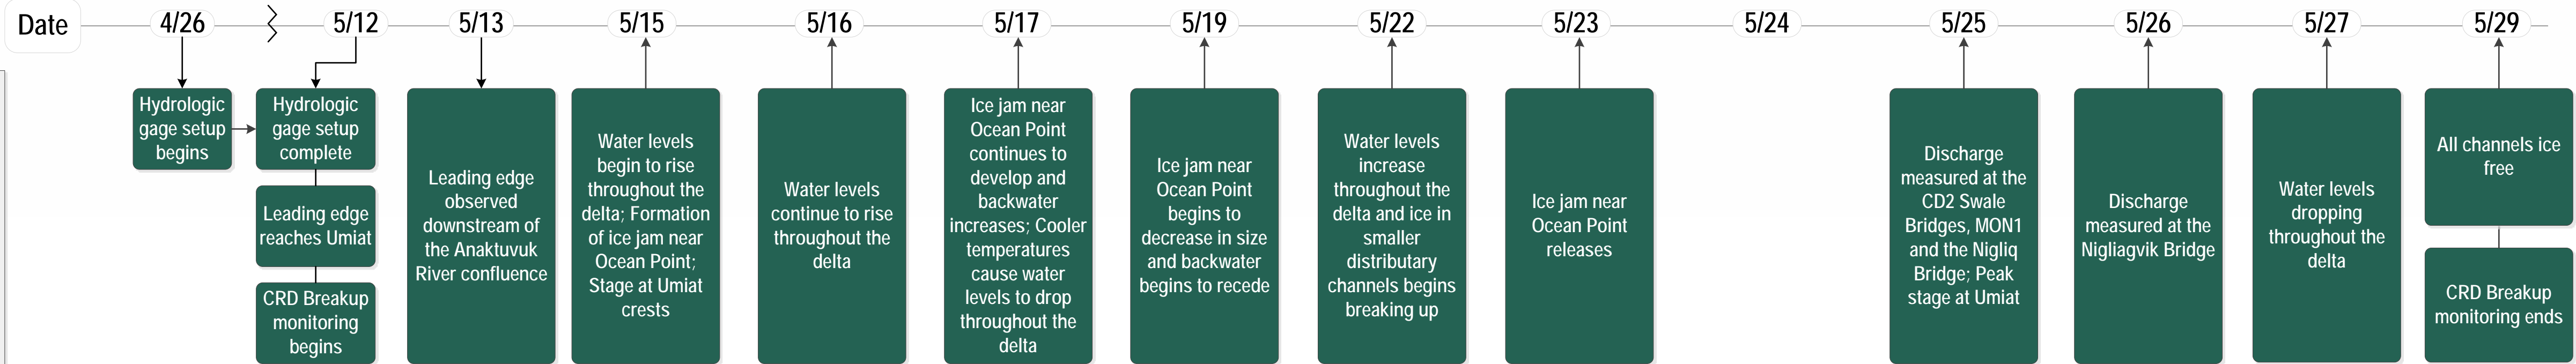 Date
4/26
5/12
5/13
5/15
5/16
5/17
5/19
5/22
5/23
5/24
5/25
5/26
5/27
5/29
Hydrologic
gage setup
begins
Hydrologic
gage setup
complete
Leading edge
reaches Umiat
CRD Breakup
monitoring
begins
Leading edge
observed
downstream of
the Anaktuvuk
River confluence
Water levels
begin to rise
throughout the
delta; Formation
of ice jam near
Ocean Point;
Stage at Umiat
crests
Water levels
continue to rise
throughout the
delta
Ice jam near
Ocean Point
continues to
develop and
backwater
increases; Cooler
temperatures
cause water
levels to drop
throughout the
delta
Ice jam near
Ocean Point
begins to
decrease in size
and backwater
begins to recede
Water levels
increase
throughout the
delta and ice in
smaller
distributary
channels begins
breaking up
Ice jam near
Ocean Point
releases
Discharge
measured at the
CD2 Swale
Bridges, MON1
and the Nigliq
Bridge; Peak
stage at Umiat
Discharge
measured at the
Nigliagvik Bridge
Water levels
dropping
throughout the
delta
All channels ice
free
CRD Breakup
monitoring ends